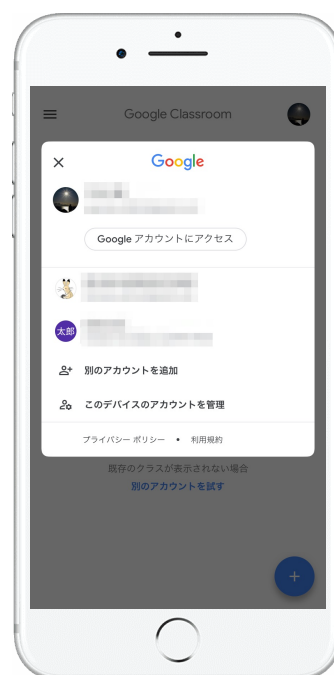 Google Classroom
Google
Google アカウントにアクセス
太郎
別のアカウントを追加
このデバイスのアカウントを管理
プライバシー ポリシー • 利用規約
既存のクラスが表示されない場合
別のアカウントを試す